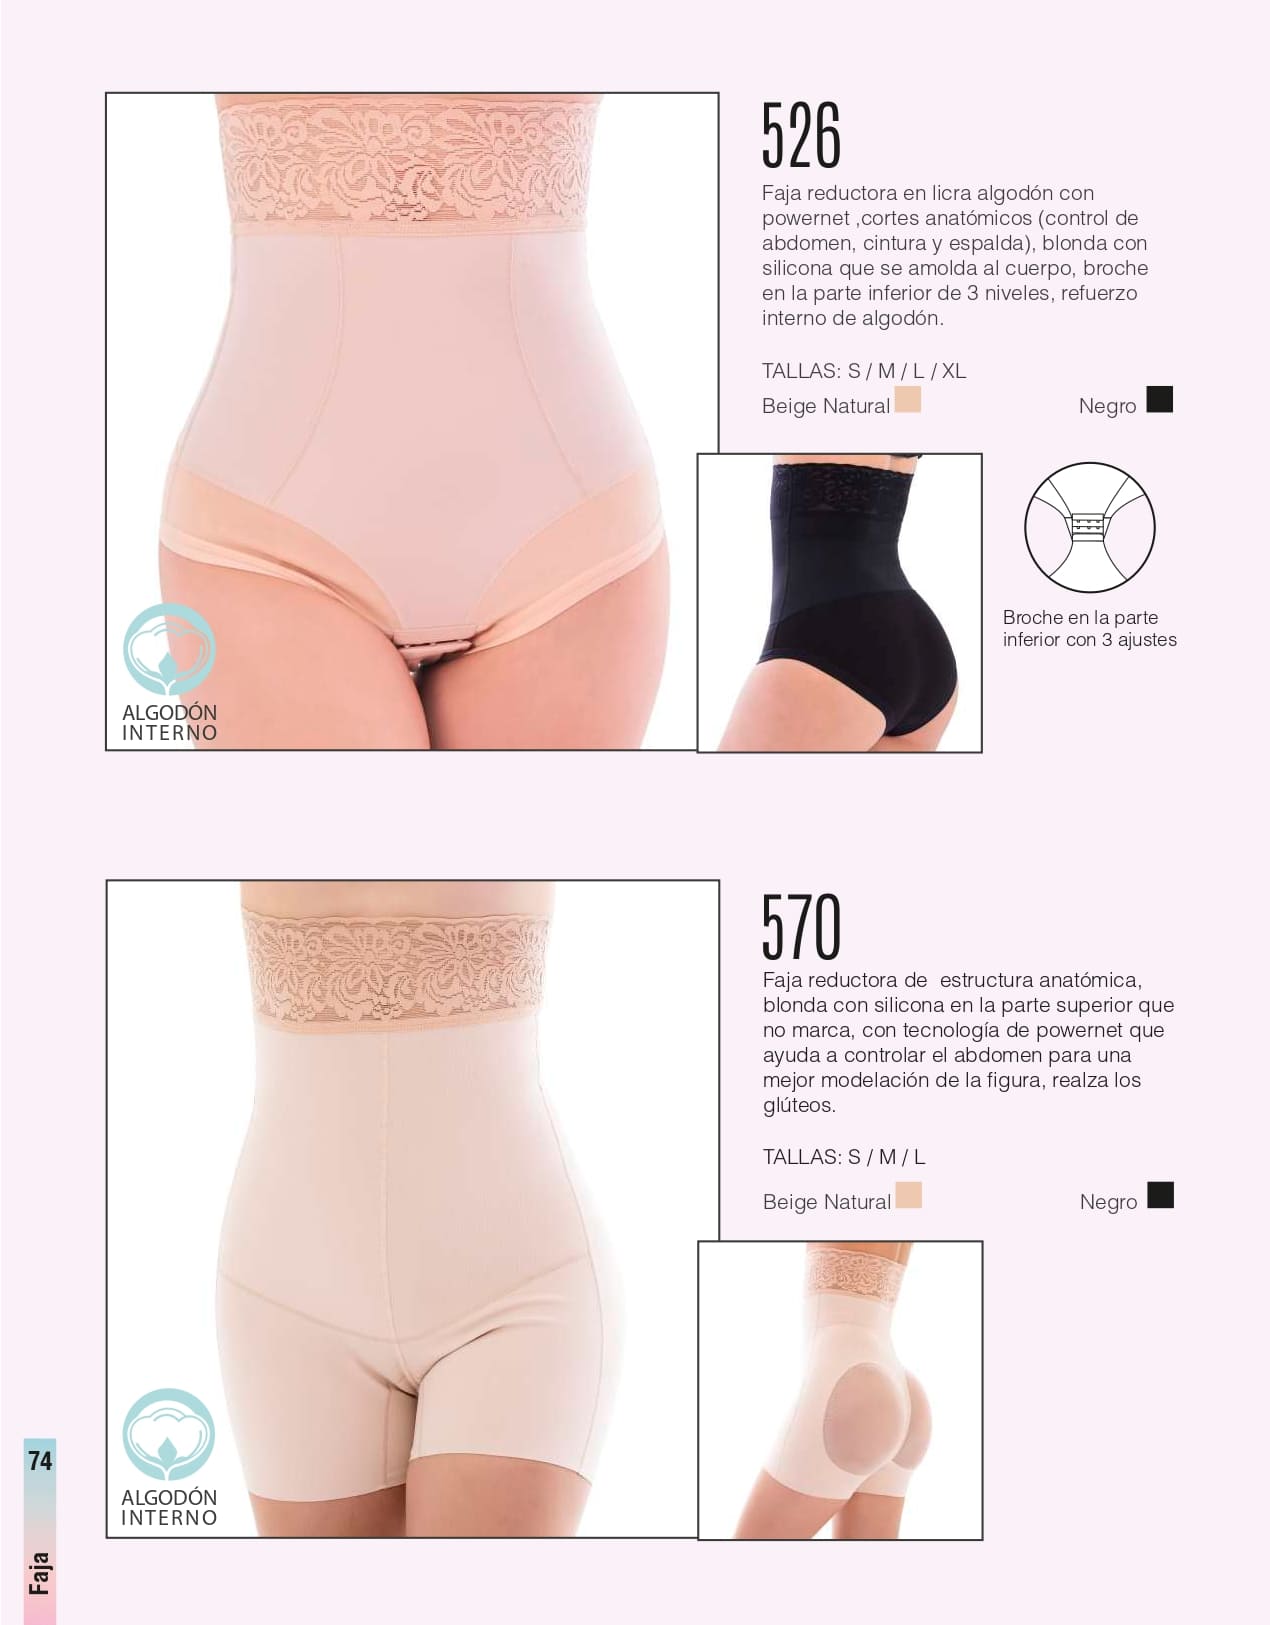 526
Faja reductora en licra algodón con
powernet ,cortes anatómicos (control de
abdomen, cintura y espalda), blonda con
silicona que se amolda al cuerpo, broche
en la parte inferior de 3 niveles, refuerzo
interno de algodón.
TALLAS: S / M / L / XL
Beige Natural
Negro
Broche en la parte
inferior con 3 ajustes
ALGODÓN
INTERNO
570
Faja reductora de  estructura anatómica,
blonda con silicona en la parte superior que
no marca, con tecnología de powernet que
ayuda a controlar el abdomen para una
mejor modelación de la figura, realza los
glúteos.
TALLAS: S / M / L
Beige Natural
Negro
ALGODÓN
INTERNO
74
Faja